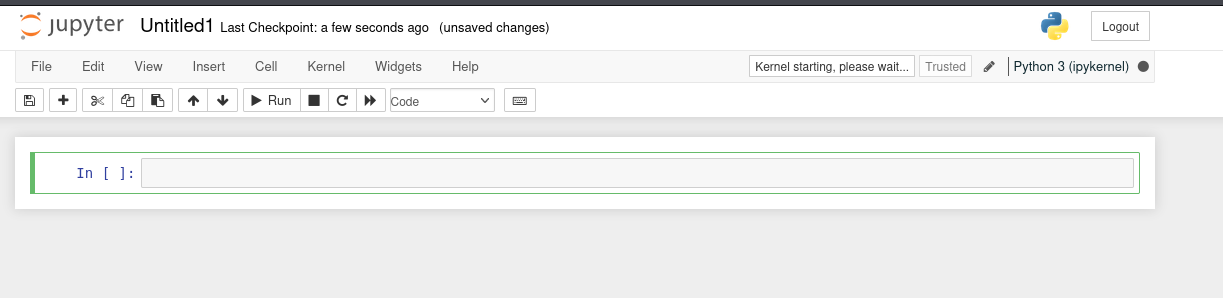 jupyter Untitled1 Last Checkpoint: a few seconds ago (unsaved changes) Logout
File Edit View Insert Cell Kernel Widgets Help Kernel starting, please wait... Trusted Python 3 (ipykernel)
Run Code
In [ ]: